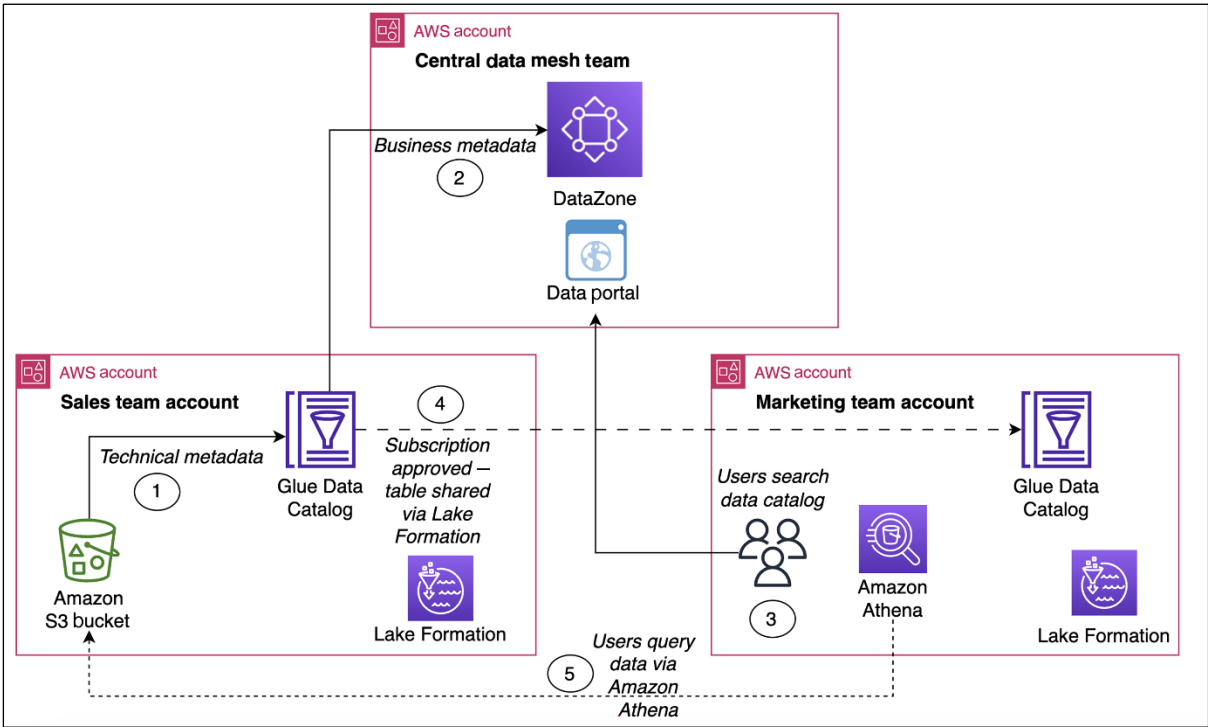 AWS account
Central data mesh team
Business metadata
2
DataZone
Data portal
AWS account
Sales team account
Technical metadata
1
Glue Data
Catalog
Amazon
S3 bucket
4
Subscription
approved –
table shared
via Lake
Formation
Lake Formation
AWS account
Marketing team account
Users search
data catalog
3
Amazon
Athena
Glue Data
Catalog
Lake Formation
5
Users query
data via
Amazon
Athena